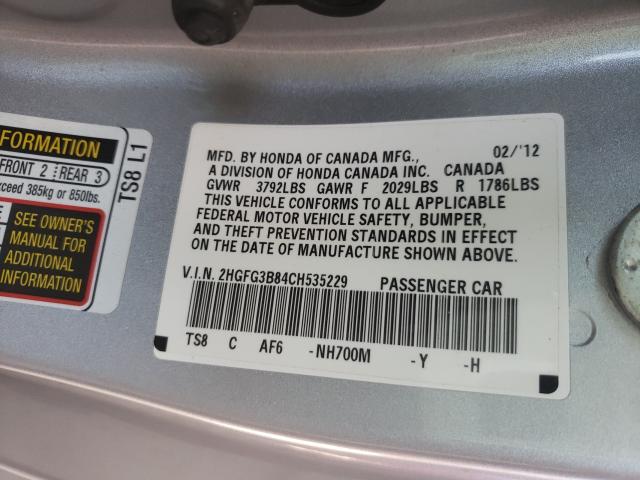 FORMATION
FRONT 2 REAR 3
xceed 385kg or 850lbs.
SEE OWNER'S
MANUAL FOR
ADDITIONAL
INFORMATION
TS8 L1
MFD. BY HONDA OF CANADA MFG., 02/'12
A DIVISION OF HONDA CANADA INC. CANADA
GVWR 3792LBS GAWR F 2029LBS R 1786LBS
THIS VEHICLE CONFORMS TO ALL APPLICABLE
FEDERAL MOTOR VEHICLE SAFETY, BUMPER,
AND THEFT PREVENTION STANDARDS IN EFFECT
ON THE DATE OF MANUFACTURE SHOWN ABOVE.
V.I.N. 2HGFG3B84CH535229 PASSENGER CAR
TS8 C AF6 -NH700M -Y -H